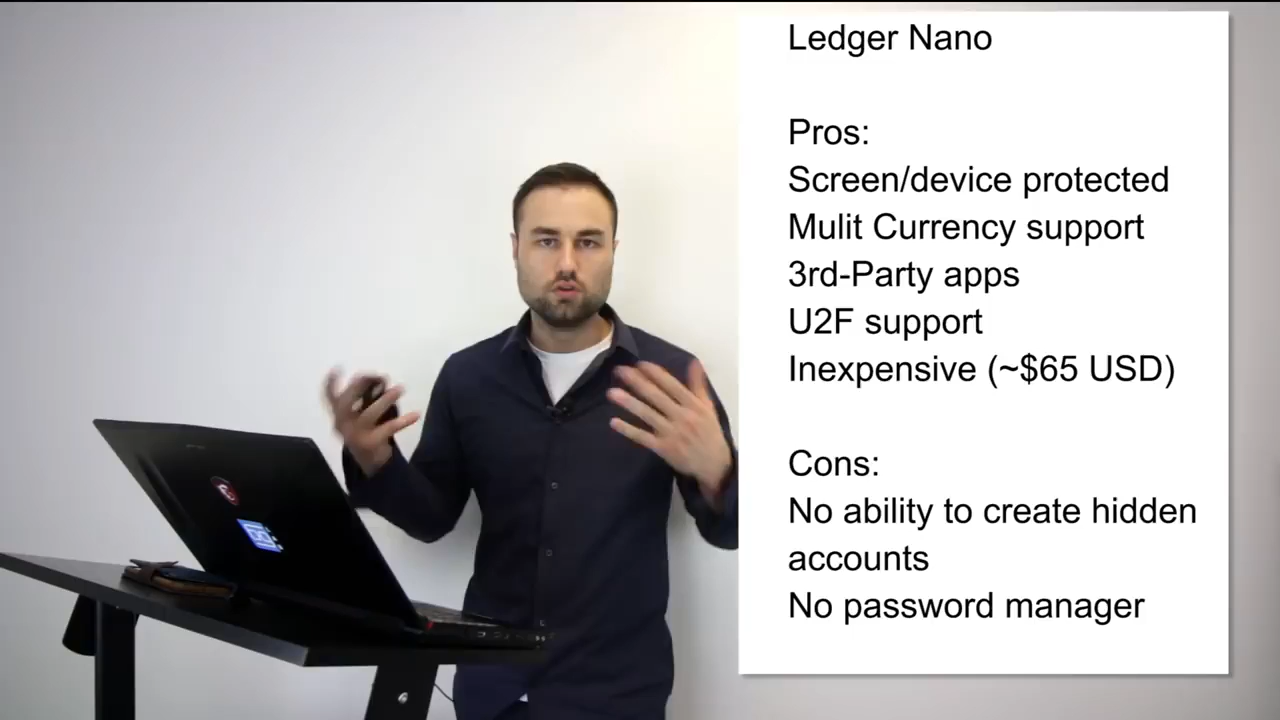 Ledger Nano
Pros:
Screen/device protected
Mulit Currency support
3rd-Party apps
U2F support
Inexpensive (~$65 USD)
Cons:
No ability to create hidden
accounts
No password manager